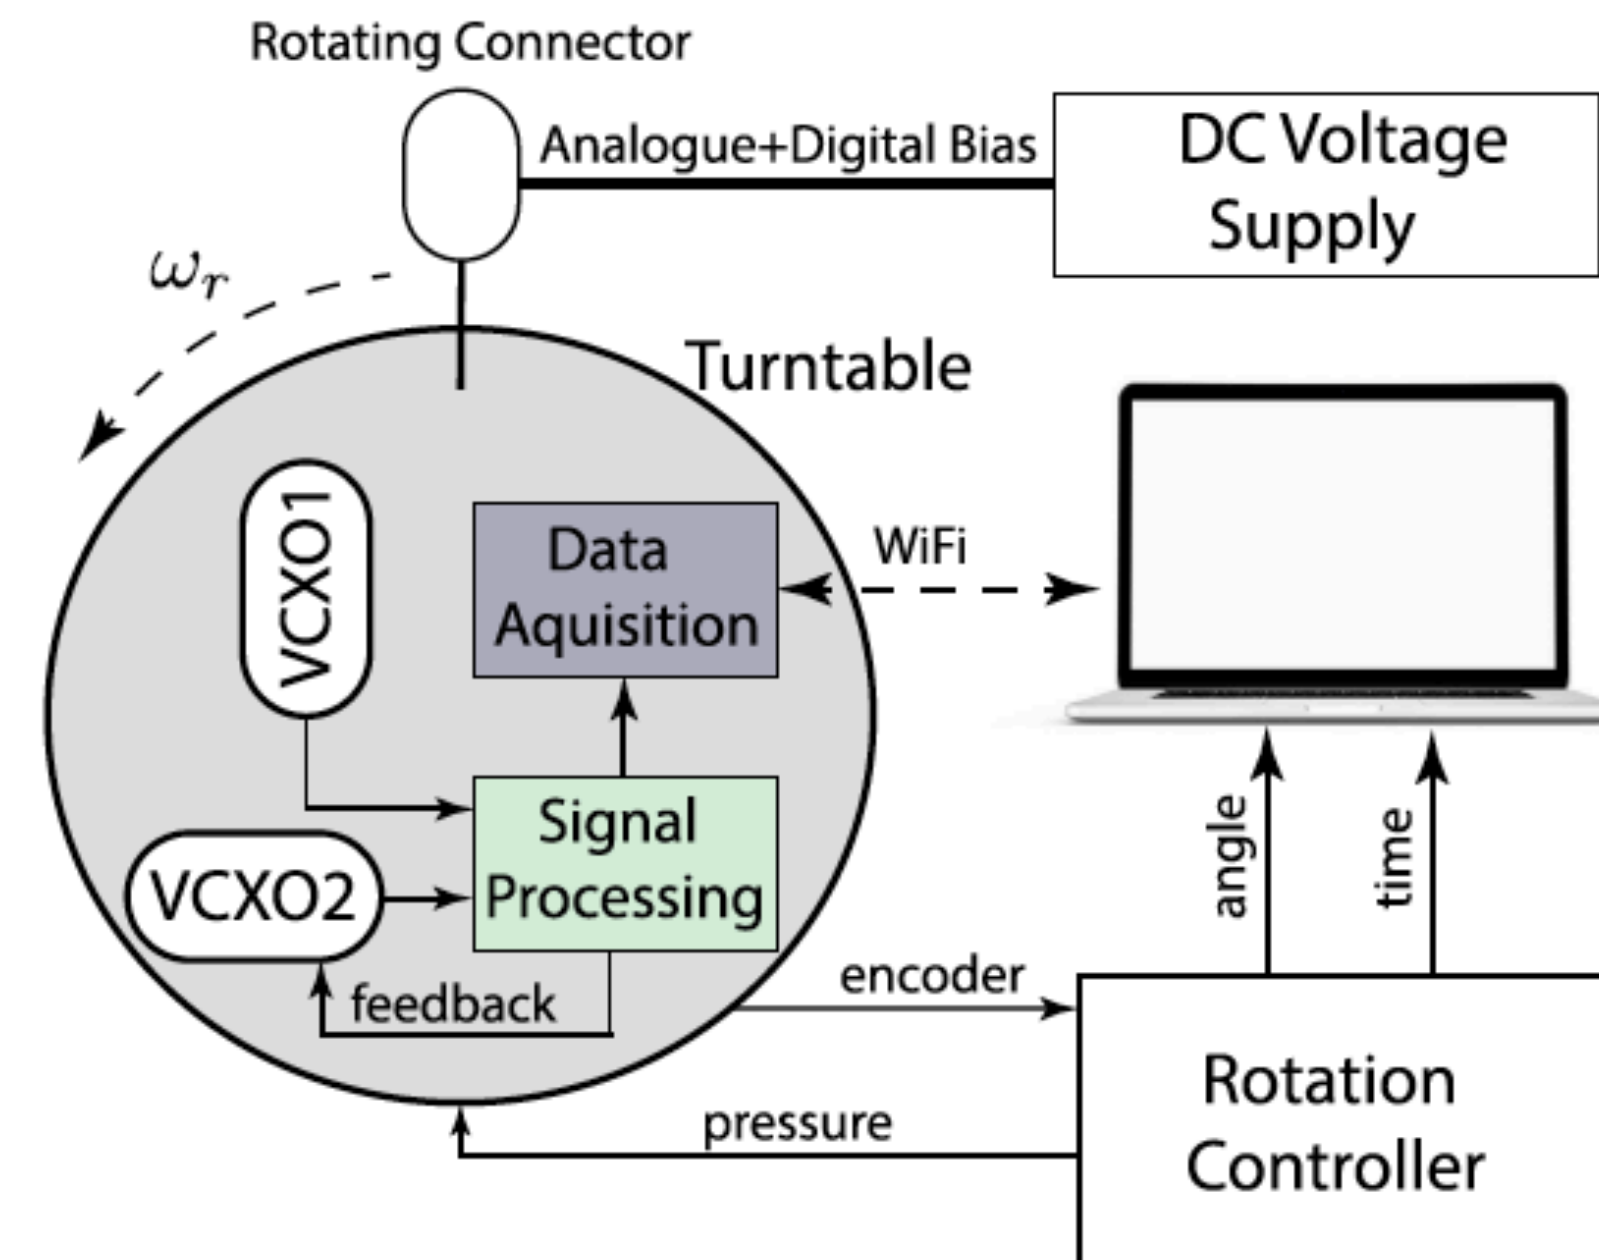 Rotating Connector
Analogue+Digital Bias
DC Voltage
Supply
ωr
Turntable
VCXO1
Data
Aquisition
WiFi
Signal
Processing
VCXO2
feedback
angle
time
encoder
pressure
Rotation
Controller